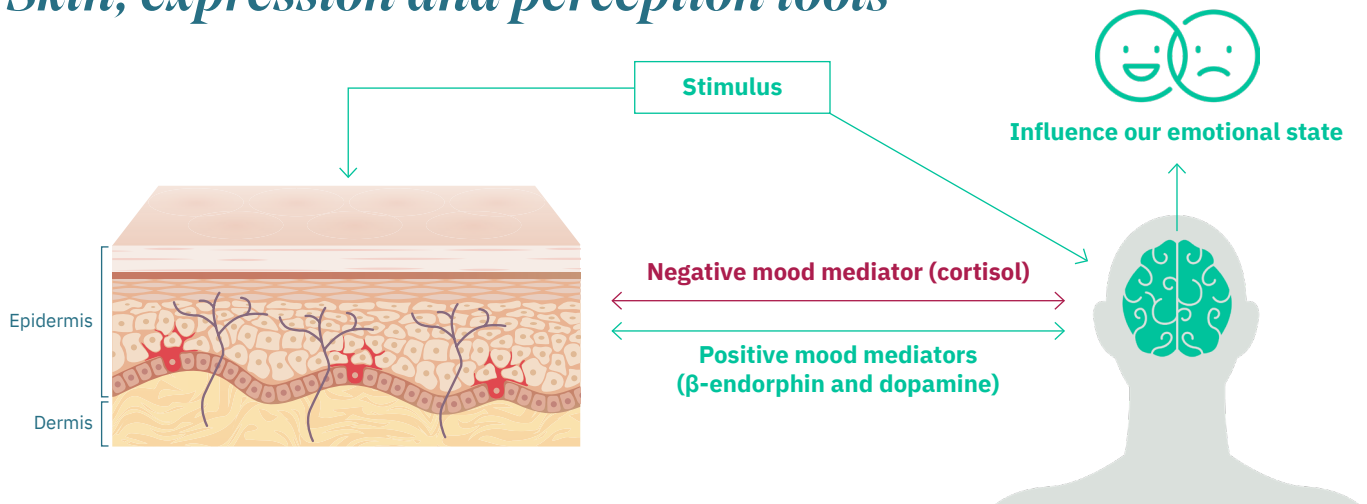 Skin, expression and perception tools
Stimulus
Influence our emotional state
Negative mood mediator (cortisol)
Epidermis
Positive mood mediators
(β-endorphin and dopamine)
Dermis